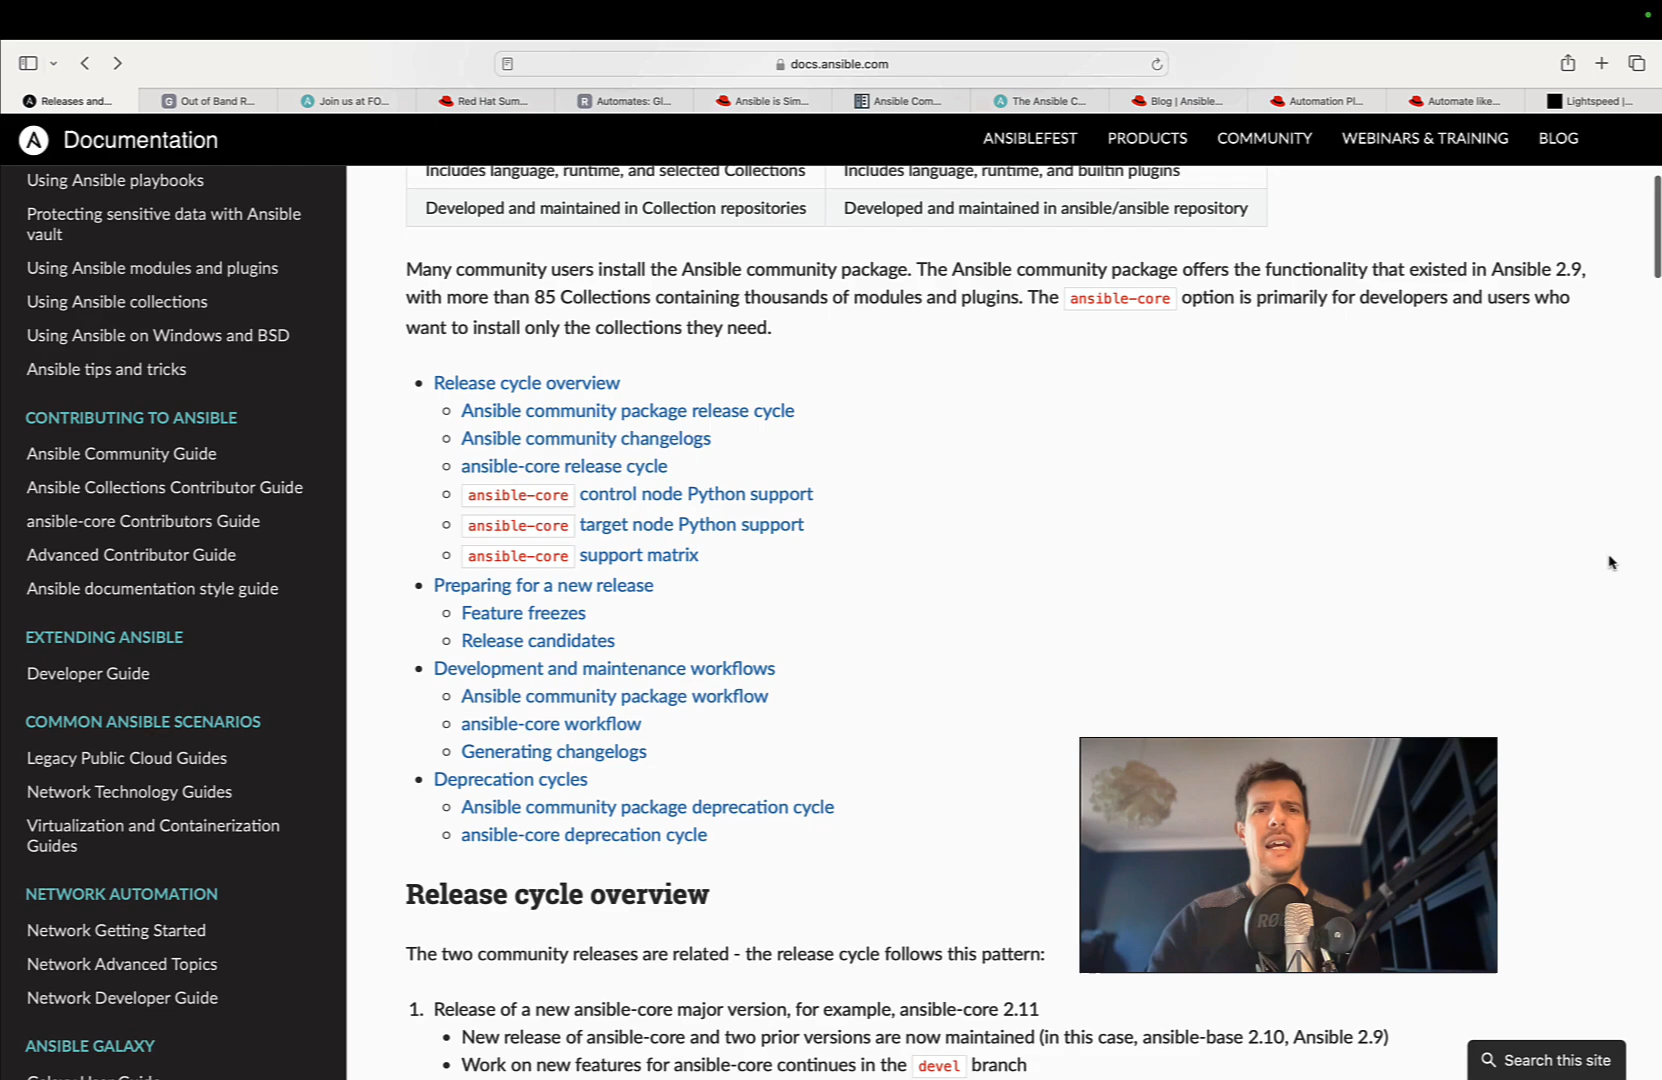 docs.ansible.com
Releases and...
Out of Band R...
Join us at FO...
Red Hat Sum...
Automates: Gl...
Ansible is Sim...
Ansible Com...
The Ansible C...
Blog | Ansible...
Automation Pl...
Automate like...
Lightspeed |...
A Documentation
ANSIBLEFEST PRODUCTS COMMUNITY WEBINARS & TRAINING BLOG
Using Ansible playbooks
Protecting sensitive data with Ansible
vault
Using Ansible modules and plugins
Using Ansible collections
Using Ansible on Windows and BSD
Ansible tips and tricks
CONTRIBUTING TO ANSIBLE
Ansible Community Guide
Ansible Collections Contributor Guide
ansible-core Contributors Guide
Advanced Contributor Guide
Ansible documentation style guide
EXTENDING ANSIBLE
Developer Guide
COMMON ANSIBLE SCENARIOS
Legacy Public Cloud Guides
Network Technology Guides
Virtualization and Containerization
Guides
NETWORK AUTOMATION
Network Getting Started
Network Advanced Topics
Network Developer Guide
ANSIBLE GALAXY
Includes language, runtime, and selected Collections
Includes language, runtime, and builtin plugins
Developed and maintained in Collection repositories
Developed and maintained in ansible/ansible repository
Many community users install the Ansible community package. The Ansible community package offers the functionality that existed in Ansible 2.9,
with more than 85 Collections containing thousands of modules and plugins. The ansible-core option is primarily for developers and users who
want to install only the collections they need.
• Release cycle overview
◦ Ansible community package release cycle
◦ Ansible community changelogs
◦ ansible-core release cycle
◦ ansible-core control node Python support
◦ ansible-core target node Python support
◦ ansible-core support matrix
• Preparing for a new release
◦ Feature freezes
◦ Release candidates
• Development and maintenance workflows
◦ Ansible community package workflow
◦ ansible-core workflow
◦ Generating changelogs
• Deprecation cycles
◦ Ansible community package deprecation cycle
◦ ansible-core deprecation cycle
Release cycle overview
The two community releases are related - the release cycle follows this pattern:
1. Release of a new ansible-core major version, for example, ansible-core 2.11
• New release of ansible-core and two prior versions are now maintained (in this case, ansible-base 2.10, Ansible 2.9)
• Work on new features for ansible-core continues in the devel branch
Search this site